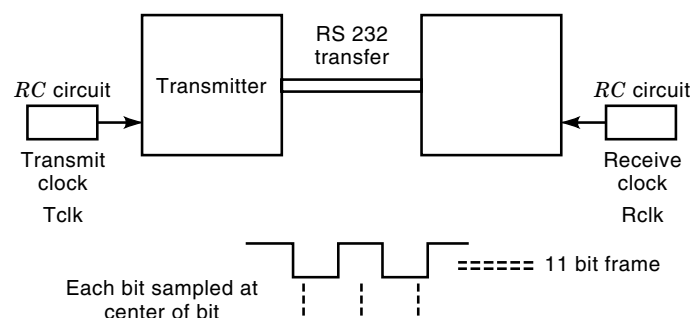 RS 232
transfer
Transmitter
RC circuit
RC circuit
Transmit
clock
Tclk
Receive
clock
Rclk
11 bit frame
Each bit sampled at
center of bit